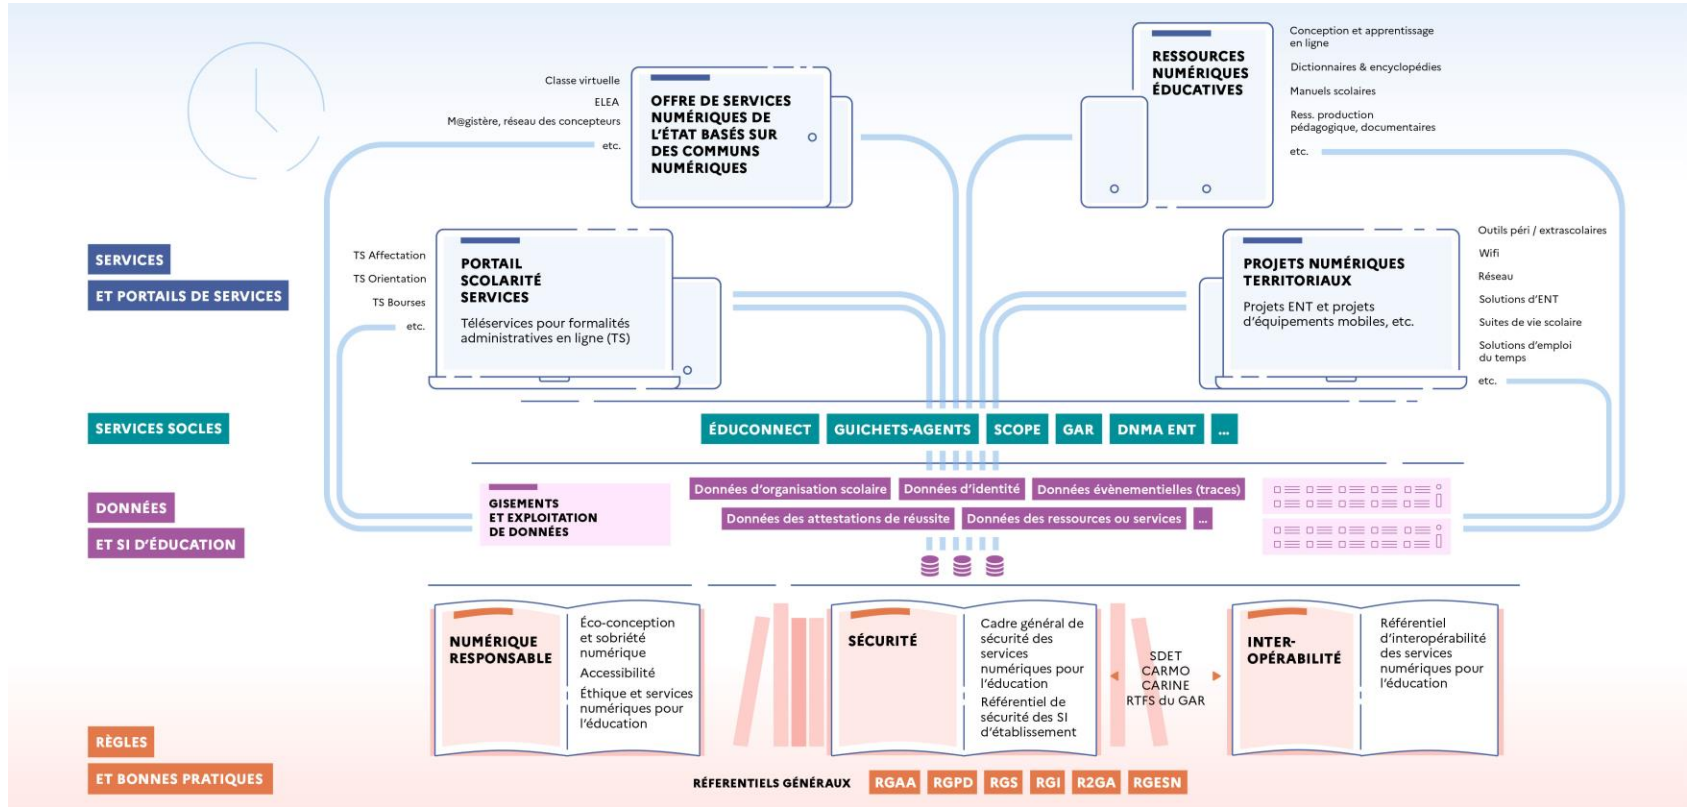 Classe virtuelle
ELEA
M@gistère, réseau des concepteurs
etc.
OFFRE DE SERVICES
NUMÉRIQUES DE
L'ÉTAT BASÉS SUR
DES COMMUNS
NUMÉRIQUES
RESSOURCES
NUMÉRIQUES
ÉDUCATIVES
Conception et apprentissage
en ligne
Dictionnaires & encyclopédies
Manuels scolaires
Ress. production
pédagogique, documentaires
etc.
SERVICES
ET PORTAILS DE SERVICES
TS Affectation
TS Orientation
TS Bourses
etc.
PORTAIL
SCOLARITÉ
SERVICES
Téléservices pour formalités
administratives en ligne (TS)
PROJETS NUMÉRIQUES
TERRITORIAUX
Projets ENT et projets
d'équipements mobiles, etc.
Outils péri / extrascolaires
Wifi
Réseau
Solutions d'ENT
Suites de vie scolaire
Solutions d'emploi
du temps
etc.
SERVICES SOCLES
ÉDUCONNECT
GUICHETS-AGENTS
SCOPE
GAR
DNMA ENT
...
DONNÉES
ET SI D'ÉDUCATION
GISEMENTS
ET EXPLOITATION
DE DONNÉES
Données d'organisation scolaire
Données d'identité
Données évènementielles (traces)
Données des attestations de réussite
Données des ressources ou services
...
RÈGLES
ET BONNES PRATIQUES
NUMÉRIQUE
RESPONSABLE
Éco-conception
et sobriété
numérique
Accessibilité
Éthique et services
numériques pour
l'éducation
SÉCURITÉ
Cadre général de
sécurité des
services
numériques pour
l'éducation
Référentiel de
sécurité des SI
d'établissement
SDET
CARMO
CARINE
RTFS du GAR
INTER-
OPÉRABILITÉ
Référentiel
d'interopérabilité
des services
numériques pour
l'éducation
RÉFERENTIELS GÉNÉRAUX
RGAA
RGPD
RGS
RGI
R2GA
RGESN